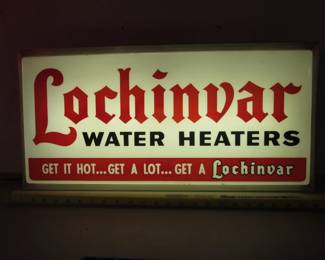 Lochinvar
WATER HEATERS
GET IT HOT...GET A LOT...GET A Lochinvar